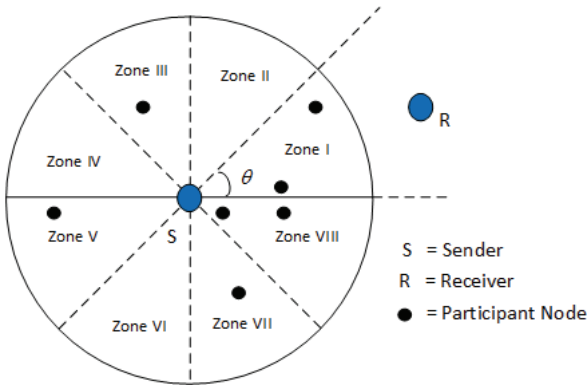 Zone III
Zone II
R
Zone IV
Zone I
θ
Zone V
S
Zone VIII
Zone VI
Zone VII
S = Sender
R = Receiver
= Participant Node